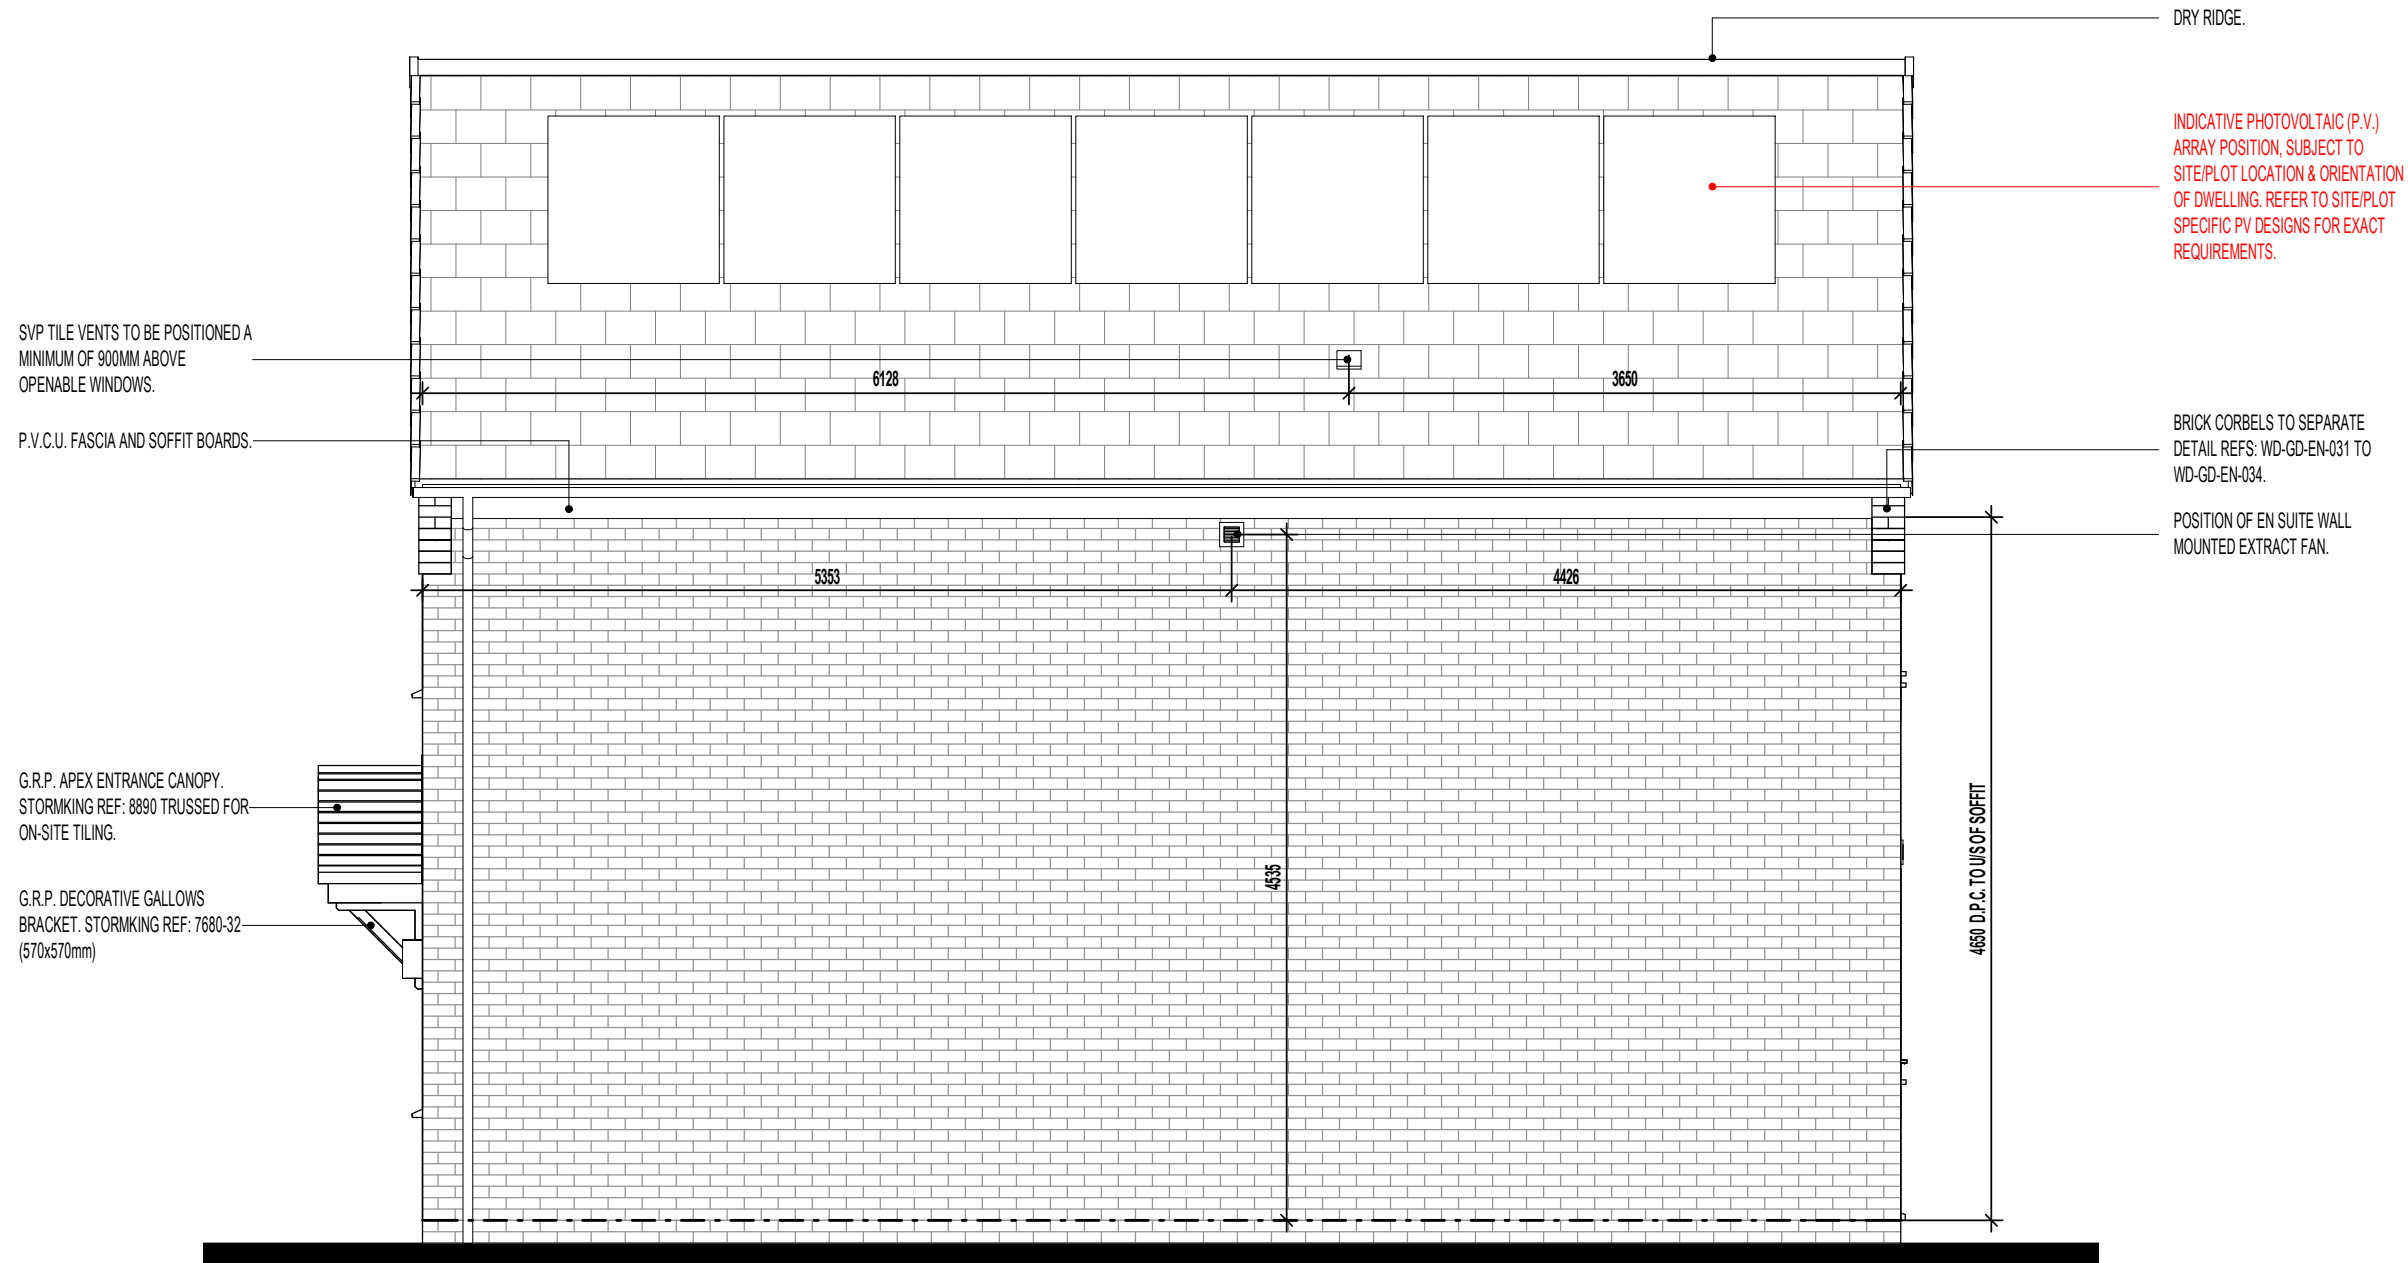 DRY RIDGE.
INDICATIVE PHOTOVOLTAIC (P.V.)
ARRAY POSITION, SUBJECT TO
SITE/PLOT LOCATION & ORIENTATION
OF DWELLING. REFER TO SITE/PLOT
SPECIFIC PV DESIGNS FOR EXACT
REQUIREMENTS.
SVP TILE VENTS TO BE POSITIONED A
MINIMUM OF 900MM ABOVE
OPENABLE WINDOWS.
6128
3650
P.V.C.U. FASCIA AND SOFFIT BOARDS.
BRICK CORBELS TO SEPARATE
DETAIL REFS: WD-GD-EN-031 TO
WD-GD-EN-034.
POSITION OF EN SUITE WALL
MOUNTED EXTRACT FAN.
5353
4426
G.R.P. APEX ENTRANCE CANOPY.
STORMKING REF: 8890 TRUSSED FOR
ON-SITE TILING.
G.R.P. DECORATIVE GALLOWS
BRACKET. STORMKING REF: 7680-32
(570x570mm)
4535
4650 D.P.C. TO U/S OF SOFFIT